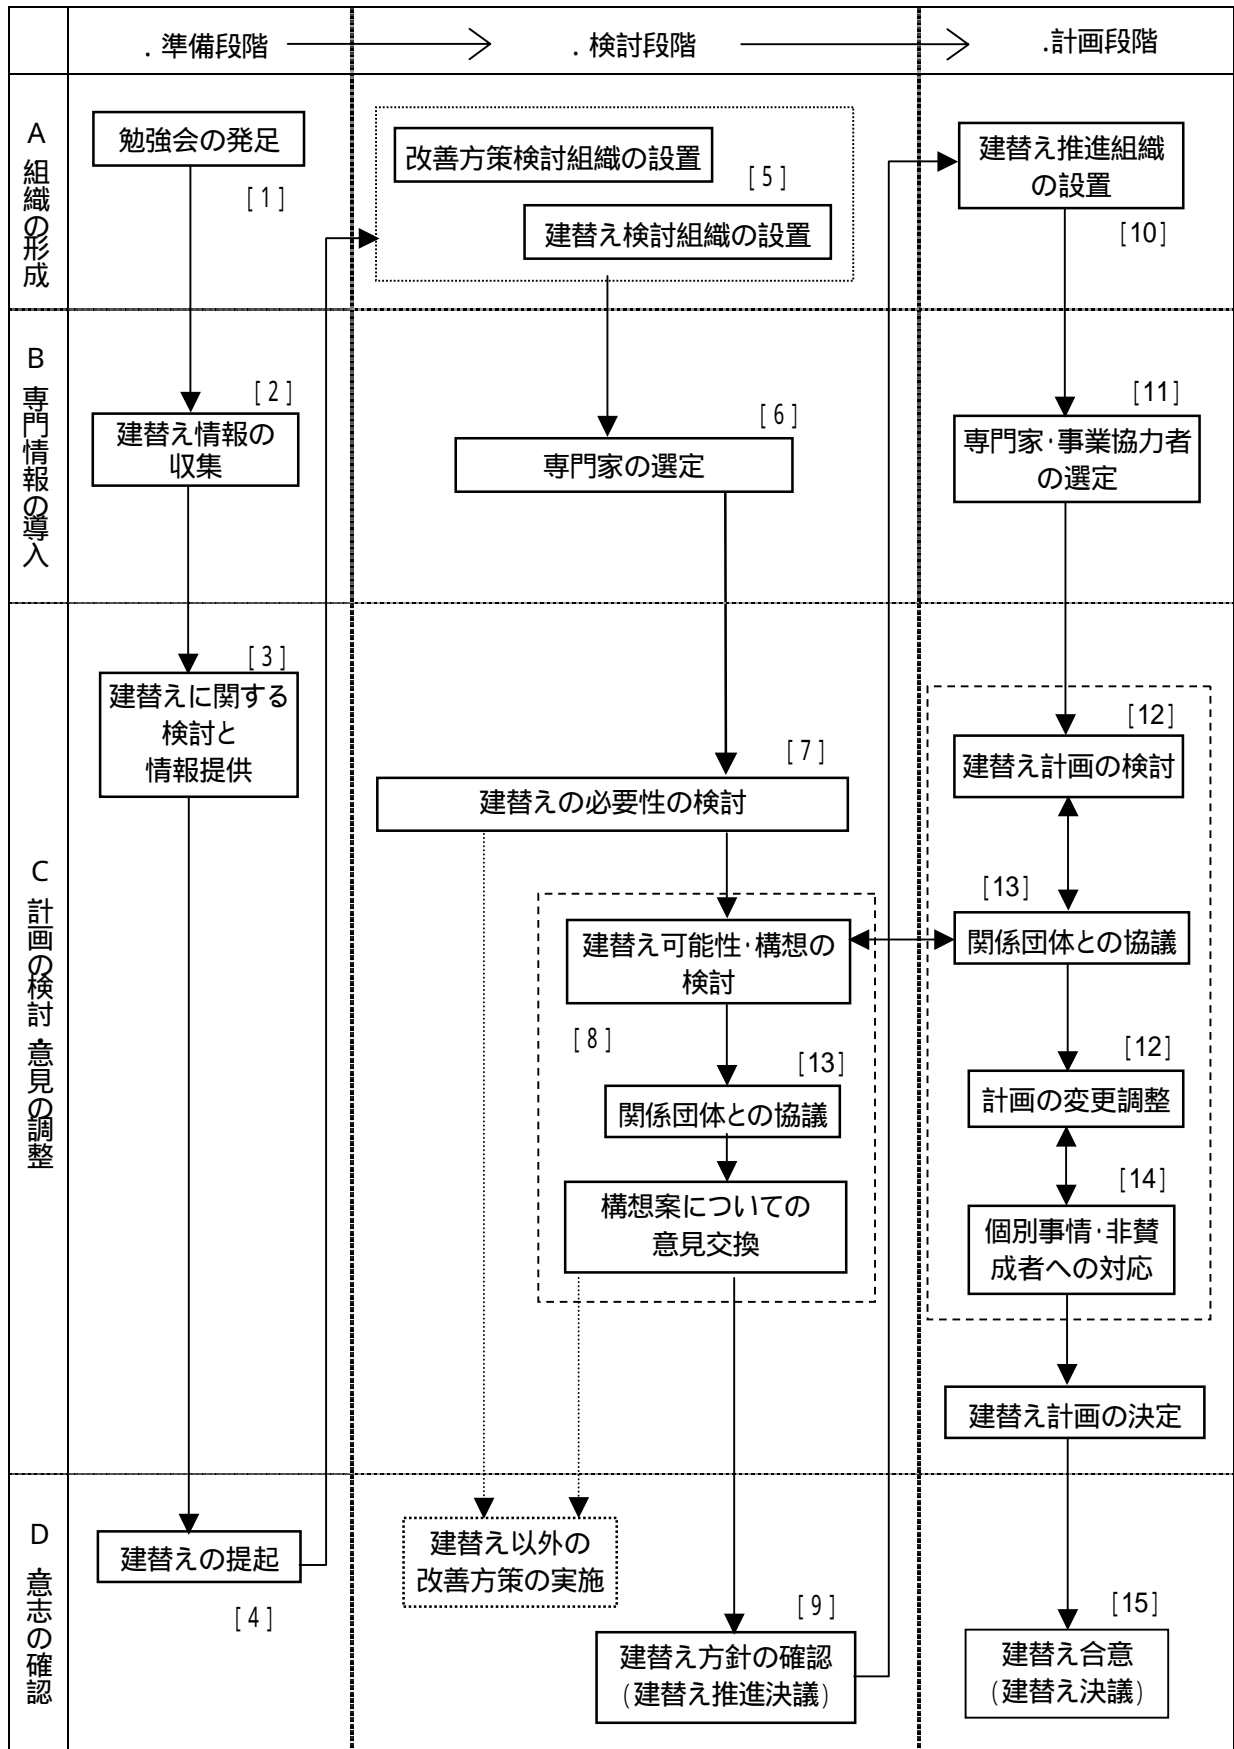 . 準備段階
. 検討段階
.計画段階
A 組織の形成
勉強会の発足
[1]
改善方策検討組織の設置
[5]
建替え検討組織の設置
建替え推進組織
の設置
[10]
B 専門情報の導入
[2]
建替え情報の
収集
[6]
専門家の選定
[11]
専門家・事業協力者
の選定
C 計画の検討・意見の調整
[3]
建替えに関する
検討と
情報提供
[7]
建替えの必要性の検討
建替え可能性・構想の
検討
[8]
[13]
関係団体との協議
構想案についての
意見交換
[12]
建替え計画の検討
[13]
関係団体との協議
[12]
計画の変更調整
[14]
個別事情・非賛
成者への対応
建替え計画の決定
D 意志の確認
建替えの提起
[4]
建替え以外の
改善方策の実施
[9]
建替え方針の確認
(建替え推進決議)
[15]
建替え合意
(建替え決議)